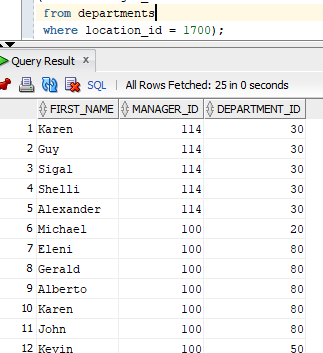 from departments
where location_id = 1700);
Query Result x
SQL | All Rows Fetched: 25 in 0 seconds
FIRST_NAME MANAGER_ID DEPARTMENT_ID
1 Karen 114 30
2 Guy 114 30
3 Sigal 114 30
4 Shelli 114 30
5 Alexander 114 30
6 Michael 100 20
7 Eleni 100 80
8 Gerald 100 80
9 Alberto 100 80
10 Karen 100 80
11 John 100 80
12 Kevin 100 50